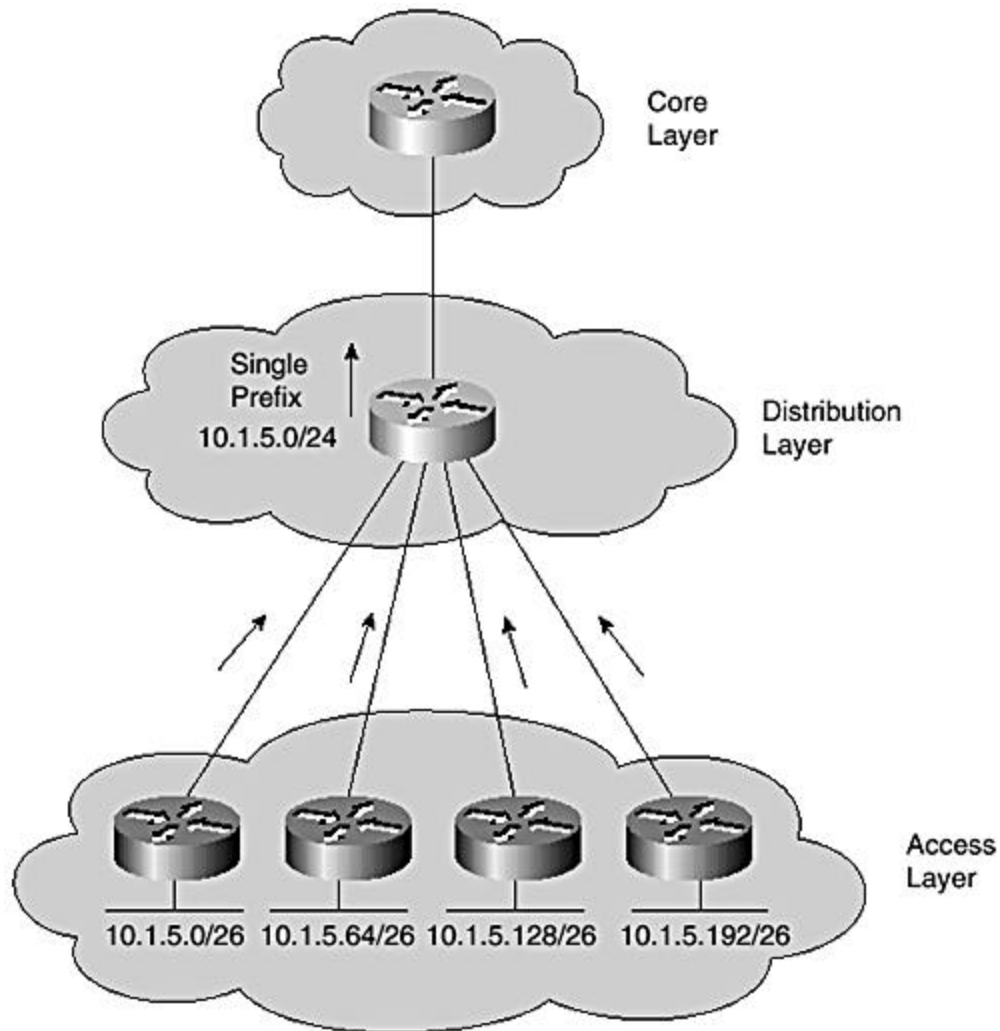 Core
Layer
Single
Prefix
10.1.5.0/24
Distribution
Layer
Access
Layer
10.1.5.0/26
10.1.5.64/26
10.1.5.128/26
10.1.5.192/26